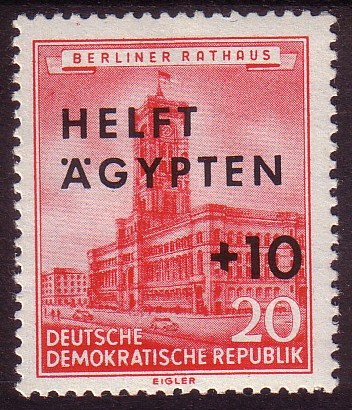 BERLINER RATHAUS
HELFT
ÄGYPTEN
+10
20
DEUTSCHE
DEMOKRATISCHE REPUBLIK
EIGLER